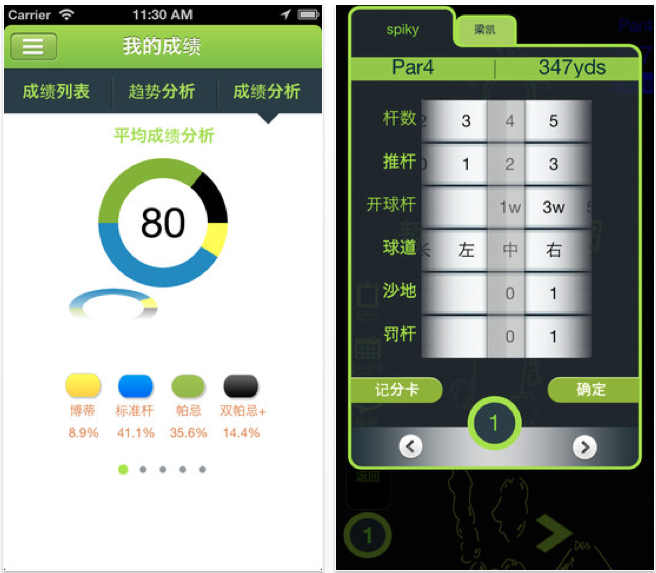 Carrier 11:30 AM
我的成绩
成绩列表 趋势分析 成绩分析
平均成绩分析
80
博蒂 标准杆 帕忌 双帕忌+
8.9% 41.1% 35.6% 14.4%
spiky 梁凯
Par4 347yds
杆数 2 3 4 5
推杆 0 1 2 3
开球杆 1w 3w 5
球道 长 左 中 右
沙地 0 1
罚杆 0 1
记分卡 确定
1
返回
1